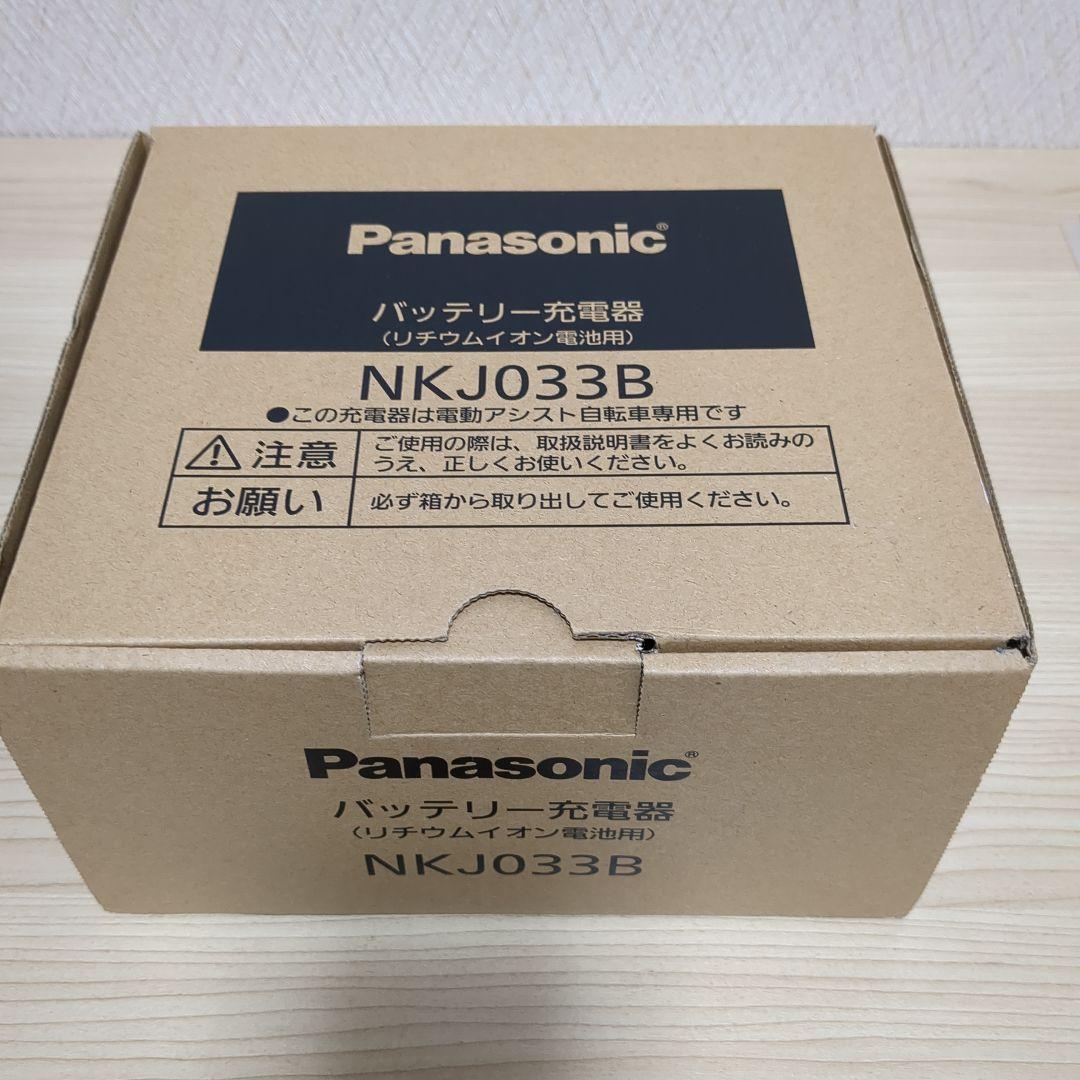 Panasonic®
バッテリー充電器
(リチウムイオン電池用)
NKJ033B
●この充電器は電動アシスト自転車専用です
注意
ご使用の際は、取扱説明書をよくお読みの
うえ、正しくお使いください。
お願い
必ず箱から取り出してご使用ください。
Panasonic®
バッテリー充電器
(リチウムイオン電池用)
NKJ033B